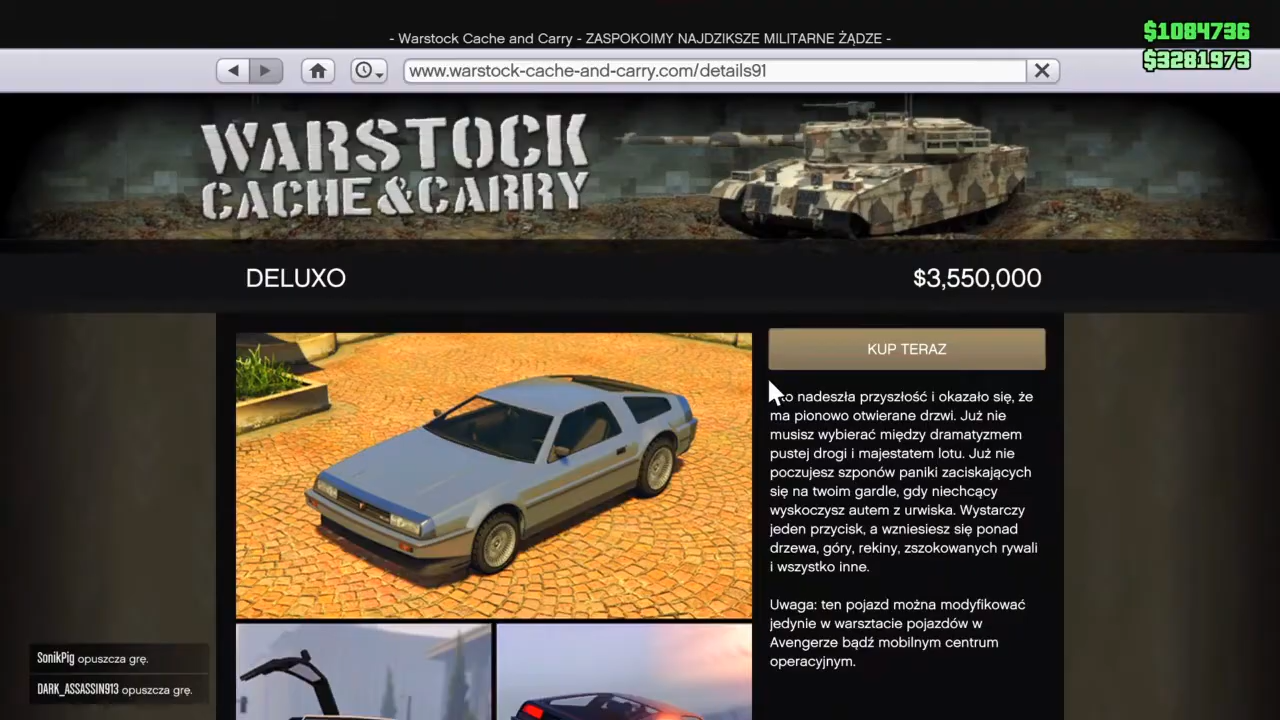 - Warstock Cache and Carry - ZASPOKOIMY NAJDZIKSZE MILITARNE ŻĄDZE -
$1084736
$3281973
www.warstock-cache-and-carry.com/details91
WARSTOCK
CACHE&CARRY
DELUXO
$3,550,000
KUP TERAZ
nadeszła przyszłość i okazało się, że
ma pionowo otwierane drzwi. Już nie
musisz wybierać między dramatyzmem
pustej drogi i majestatem lotu. Już nie
poczujesz szponów paniki zaciskających
się na twoim gardle, gdy niechcący
wyskoczysz autem z urwiska. Wystarczy
jeden przycisk, a wzniesiesz się ponad
drzewa, góry, rekiny, zszokowanych rywali
i wszystko inne.
Uwaga: ten pojazd można modyfikować
jedynie w warsztacie pojazdów w
Avengerze bądź mobilnym centrum
operacyjnym.
SonikPig opuszcza grę.
DARK_ASSASSIN913 opuszcza grę.